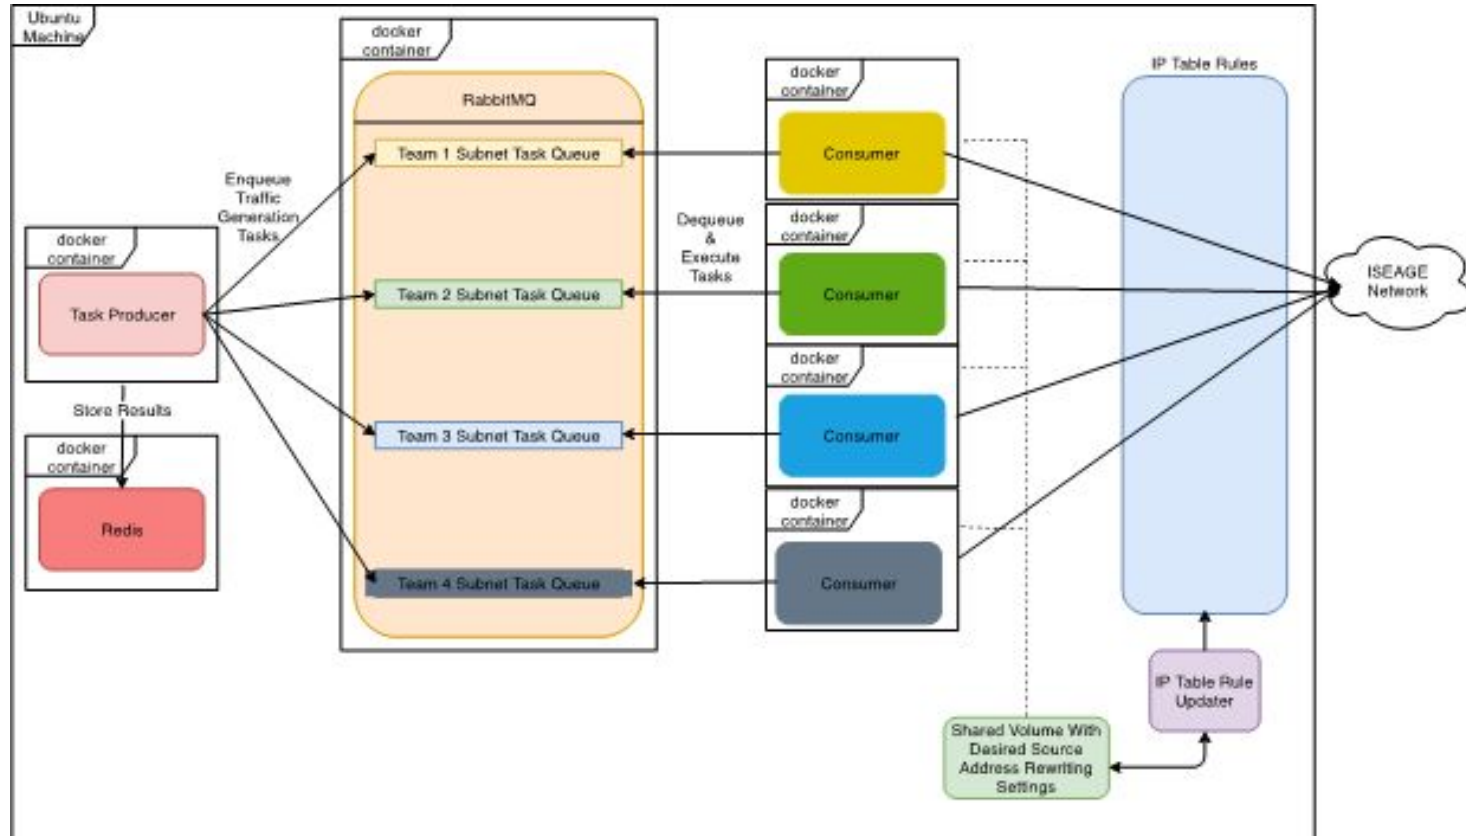 Ubuntu
Machine
docker
container
RabbitMQ
Team 1 Subnet Task Queue
Team 2 Subnet Task Queue
Team 3 Subnet Task Queue
Team 4 Subnet Task Queue
Enqueue
Traffic
Generation
Tasks
docker
container
Task Producer
Store Results
docker
container
Redis
Dequeue
&
Execute
Tasks
docker
container
Consumer
docker
container
Consumer
docker
container
Consumer
docker
container
Consumer
IP Table Rules
ISEAGE
Network
IP Table Rule
Updater
Shared Volume With
Desired Source
Address Rewriting
Settings